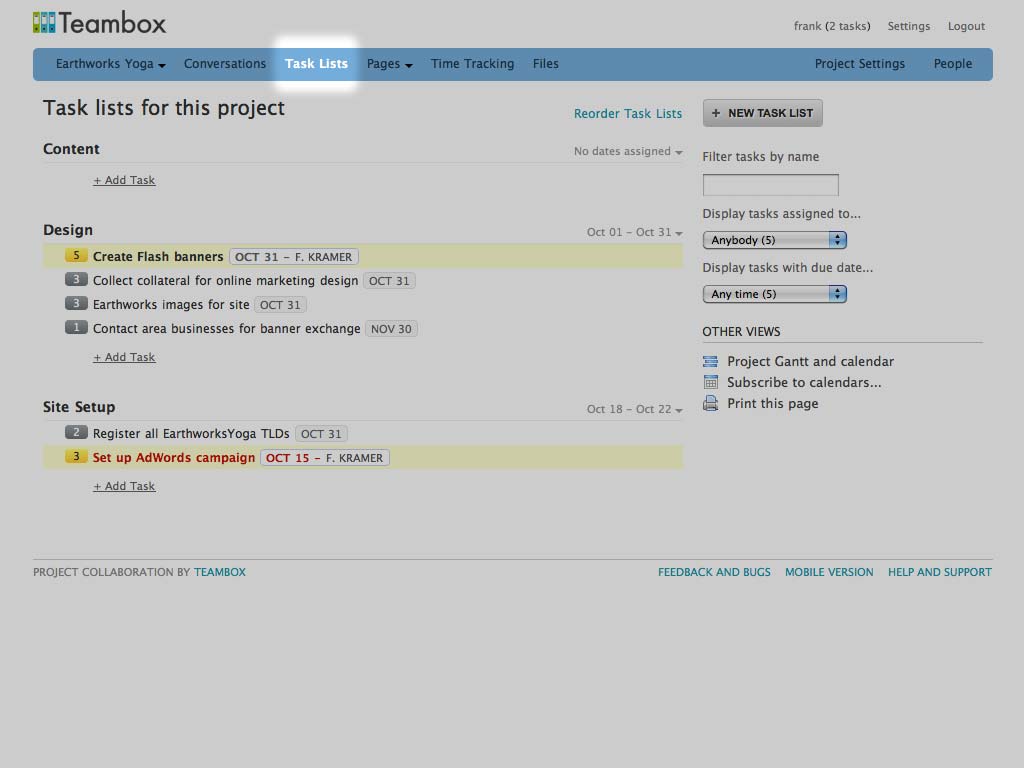 Teambox
frank (2 tasks) Settings Logout
Earthworks Yoga Conversations Task Lists Pages Time Tracking Files Project Settings People
Task lists for this project
Reorder Task Lists
+ NEW TASK LIST
Content
No dates assigned
+ Add Task
Design
Oct 01 - Oct 31
5 Create Flash banners OCT 31 - F. KRAMER
3 Collect collateral for online marketing design OCT 31
3 Earthworks images for site OCT 31
1 Contact area businesses for banner exchange NOV 30
+ Add Task
Site Setup
Oct 18 - Oct 22
2 Register all EarthworksYoga TLDs OCT 31
3 Set up AdWords campaign OCT 15 - F. KRAMER
+ Add Task
Filter tasks by name
Display tasks assigned to...
Anybody (5)
Display tasks with due date...
Any time (5)
OTHER VIEWS
Project Gantt and calendar
Subscribe to calendars...
Print this page
PROJECT COLLABORATION BY TEAMBOX
FEEDBACK AND BUGS MOBILE VERSION HELP AND SUPPORT